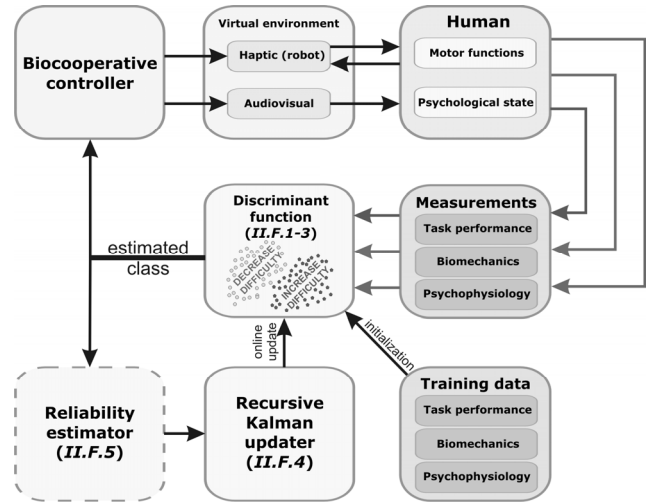 Biocooperative
controller
Virtual environment
Haptic (robot)
Audiovisual
Human
Motor functions
Psychological state
Discriminant
function
(II.F.1-3)
DECREASE
DIFFICULTY
INCREASE
DIFFICULTY
Measurements
Task performance
Biomechanics
Psychophysiology
estimated
class
online
update
initialization
Reliability
estimator
(II.F.5)
Recursive
Kalman
updater
(II.F.4)
Training data
Task performance
Biomechanics
Psychophysiology